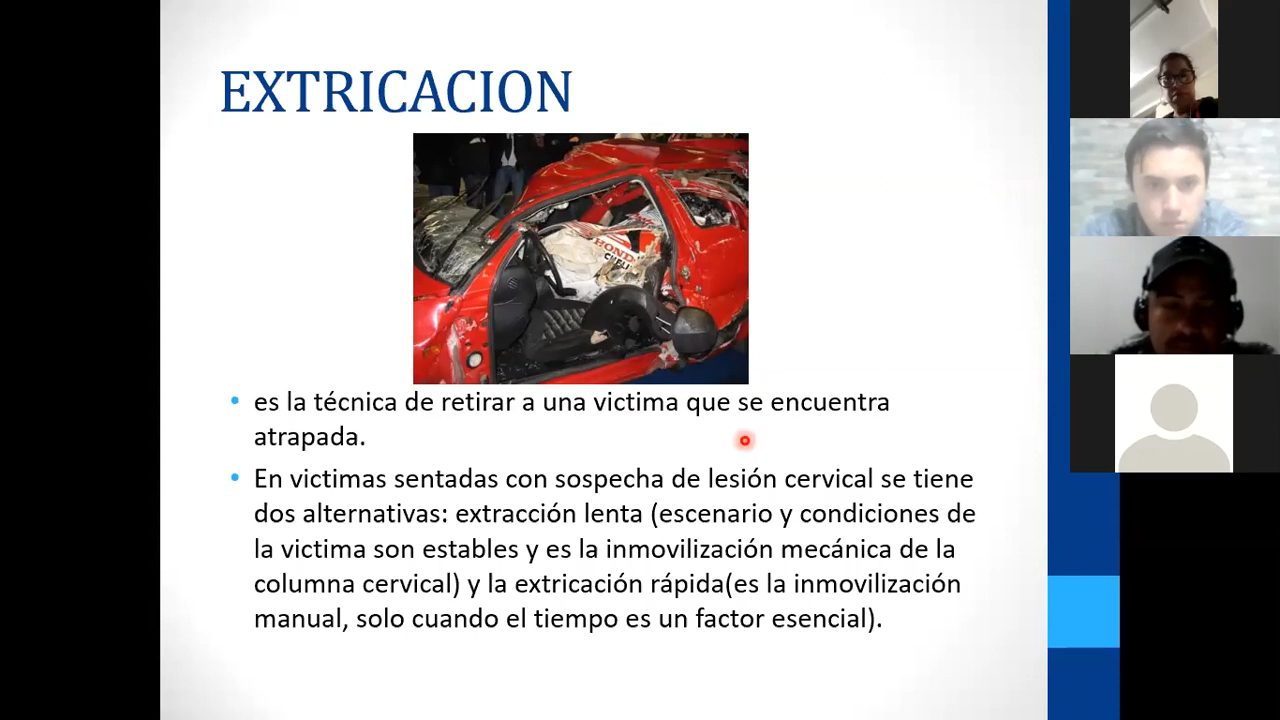 EXTRICACION
HONDA
es la técnica de retirar a una victima que se encuentra
atrapada.
En victimas sentadas con sospecha de lesión cervical se tiene
dos alternativas: extracción lenta (escenario y condiciones de
la victima son estables y es la inmovilización mecánica de la
columna cervical) y la extricación rápida(es la inmovilización
manual, solo cuando el tiempo es un factor esencial).